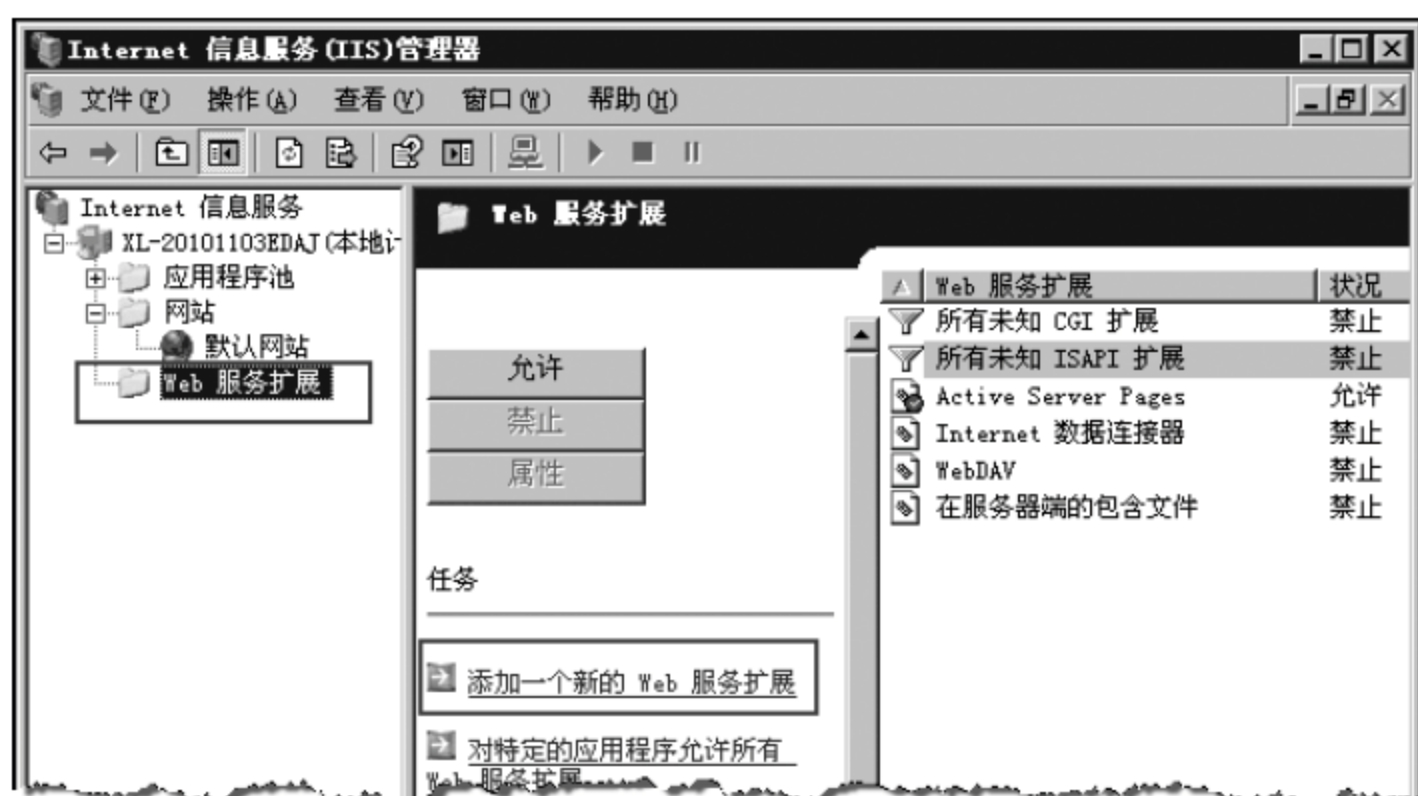 Internet 信息服务(IIS)管理器
文件(F) 操作(A) 查看(V) 窗口(W) 帮助(H)
Internet 信息服务
XL-20101103EDAJ(本地计
应用程序池
网站
默认网站
Web 服务扩展
Web 服务扩展
允许
禁止
属性
任务
添加一个新的 Web 服务扩展
对特定的应用程序允许所有
Web 服务扩展
Web 服务扩展 状况
所有未知 CGI 扩展 禁止
所有未知 ISAPI 扩展 禁止
Active Server Pages 允许
Internet 数据连接器 禁止
WebDAV 禁止
在服务器端的包含文件 禁止